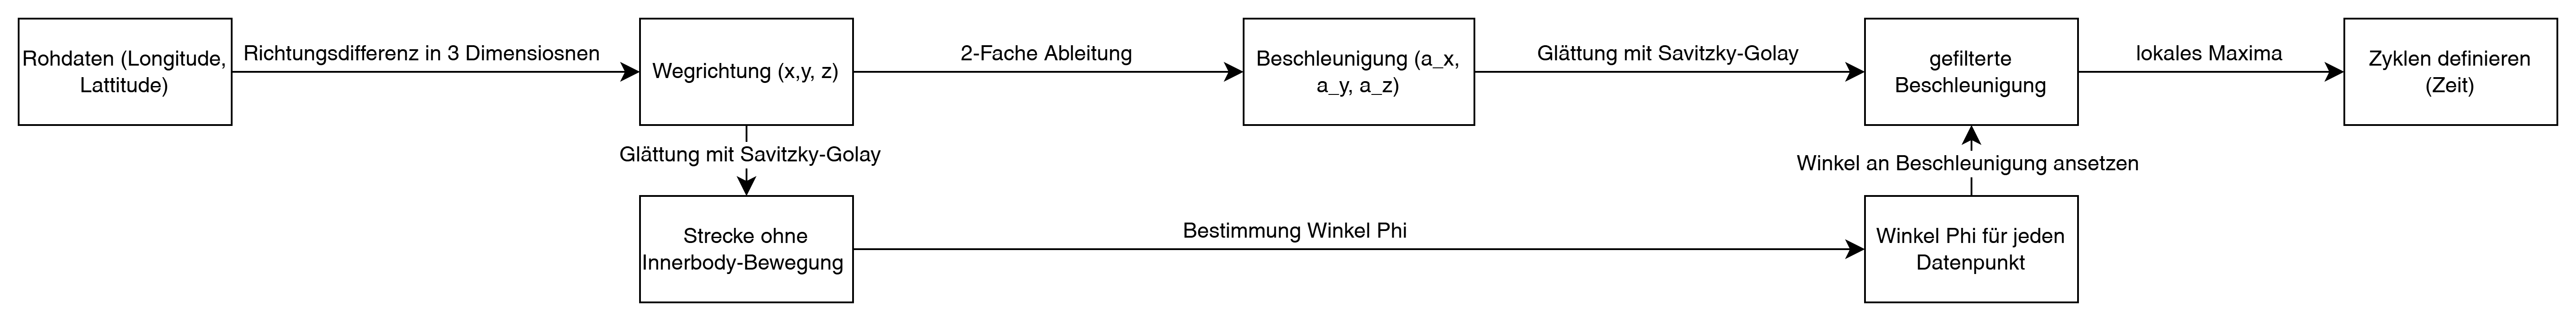 Rohdaten (Longitude,
Lattitude)
Richtungsdifferenz in 3 Dimensiosnen
Wegrichtung (x,y, z)
2-Fache Ableitung
Beschleunigung (a_x,
a_y, a_z)
Glättung mit Savitzky-Golay
gefilterte
Beschleunigung
lokales Maxima
Zyklen definieren
(Zeit)
Glättung mit Savitzky-Golay
Winkel an Beschleunigung ansetzen
Strecke ohne
Innerbody-Bewegung
Bestimmung Winkel Phi
Winkel Phi für jeden
Datenpunkt